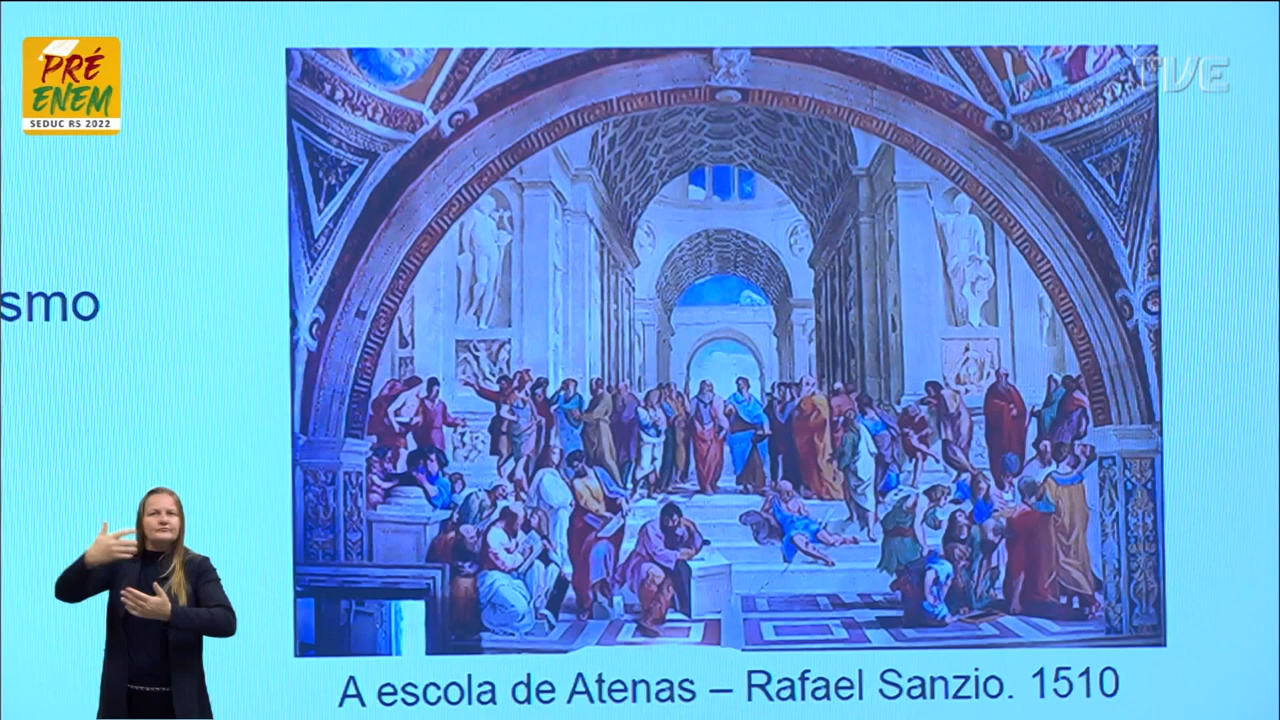 PRÉ
ENEM
SEDUC RS 2022
TVE
smo
A escola de Atenas – Rafael Sanzio. 1510